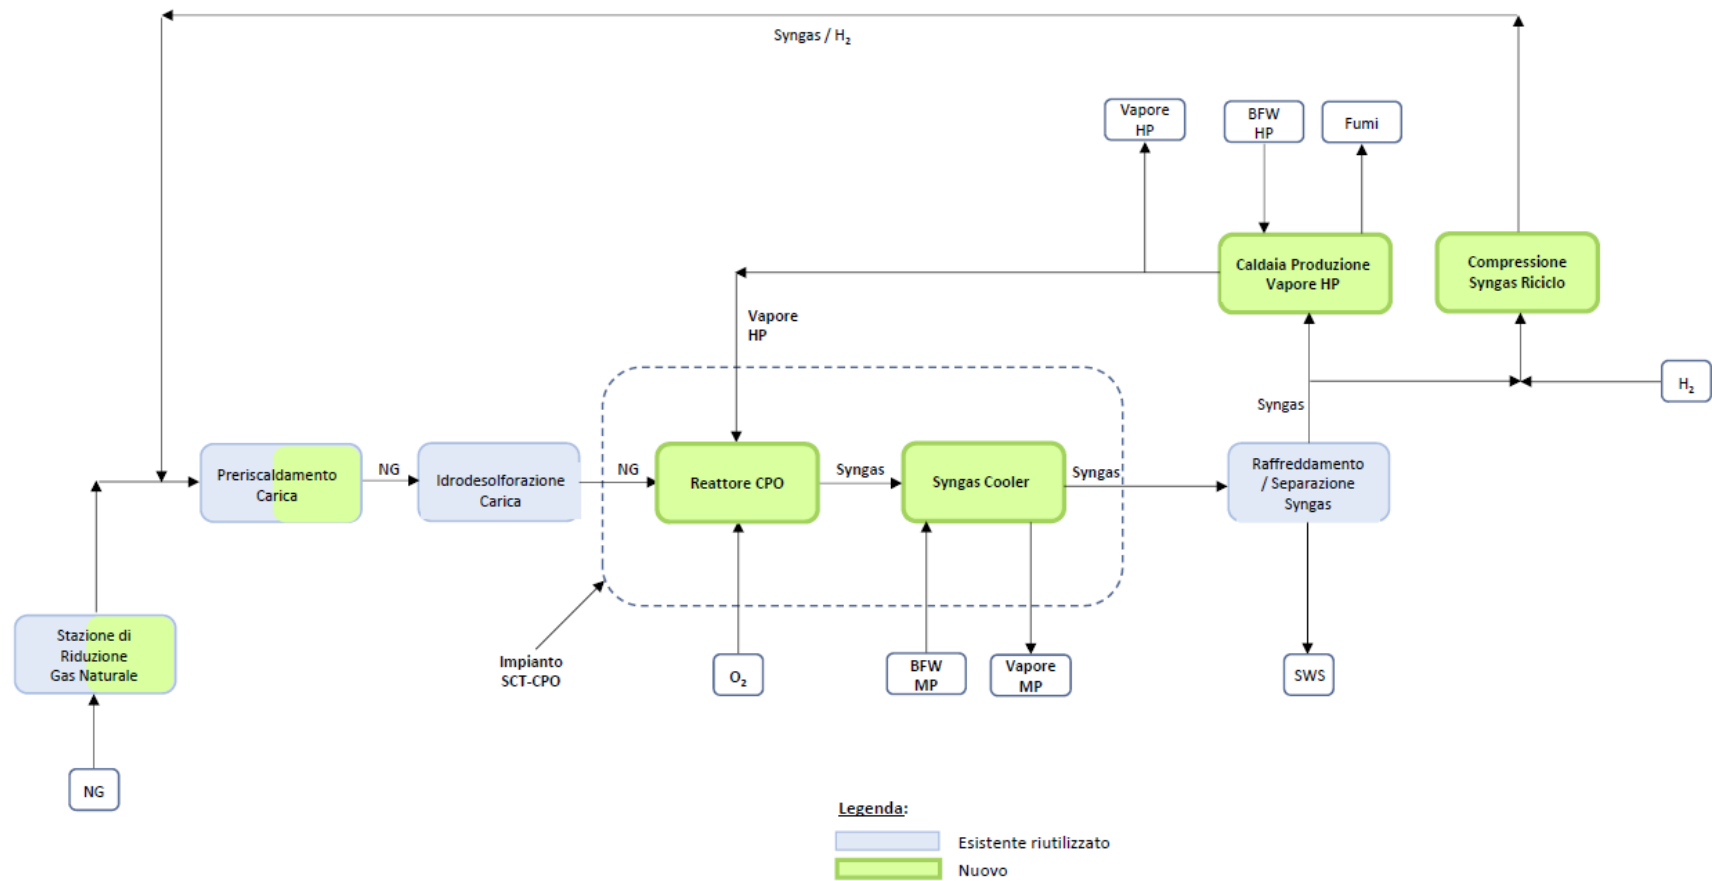 Syngas / H₂
Vapore
HP
BFW
HP
Fumi
Caldaia Produzione
Vapore HP
Compressione
Syngas Riciclo
Vapore
HP
H₂
Syngas
Preriscaldamento
Carica
NG
Idrodesolforazione
Carica
NG
Reattore CPO
Syngas
Syngas Cooler
Syngas
Raffreddamento
/ Separazione
Syngas
Stazione di
Riduzione
Gas Naturale
Impianto
SCT-CPO
O₂
BFW
MP
Vapore
MP
SWS
NG
Legenda:
Esistente riutilizzato
Nuovo